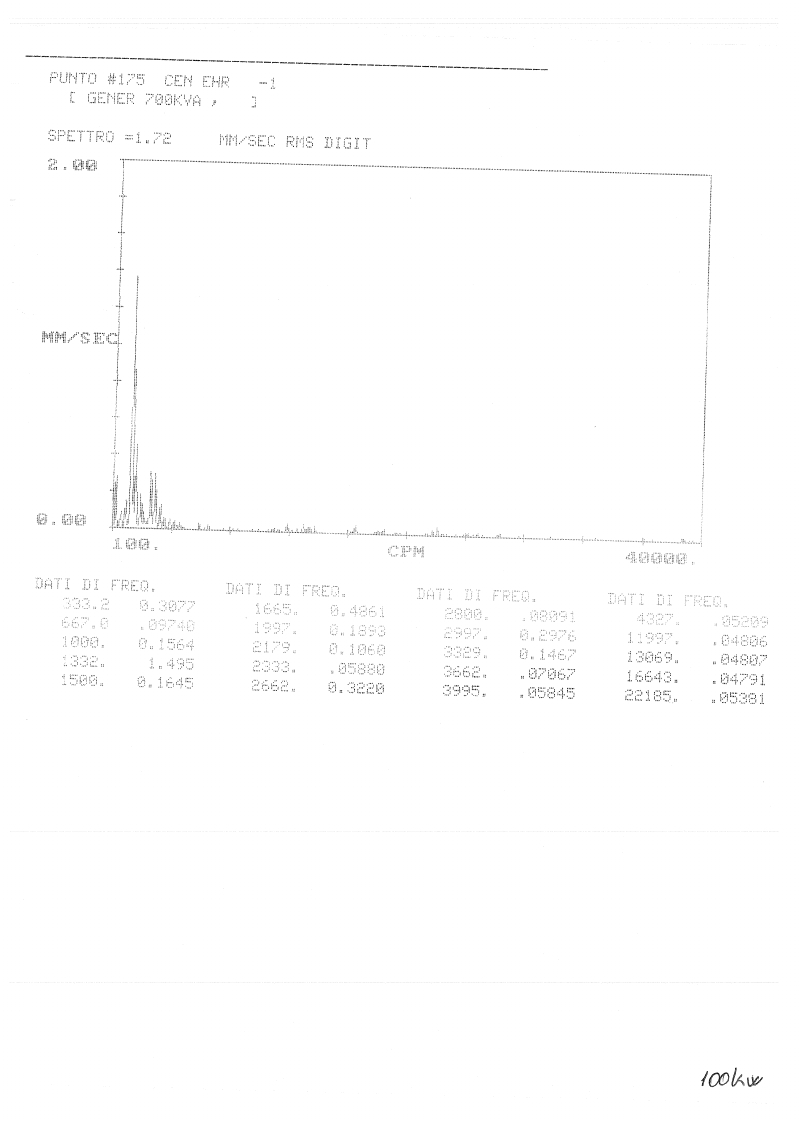 PUNTO #175 CEN EHR -1
[ GENER 700KVA , ]
SPETTRO =1.72 MM/SEC RMS DIGIT
2.00
MM/SEC
0.00
100. CPM 40000.
DATI DI FREQ. DATI DI FREQ. DATI DI FREQ. DATI DI FREQ.
333.2 0.3077 1665. 0.4861 2800. .08091 4327. .05209
667.0 .09740 1997. 0.1893 2997. 0.2976 11997. .04806
1000. 0.1564 2179. 0.1060 3329. 0.1467 13069. .04807
1332. 1.495 2333. .05880 3662. .07067 16643. .04791
1500. 0.1645 2662. 0.3220 3995. .05845 22185. .05381
100kw